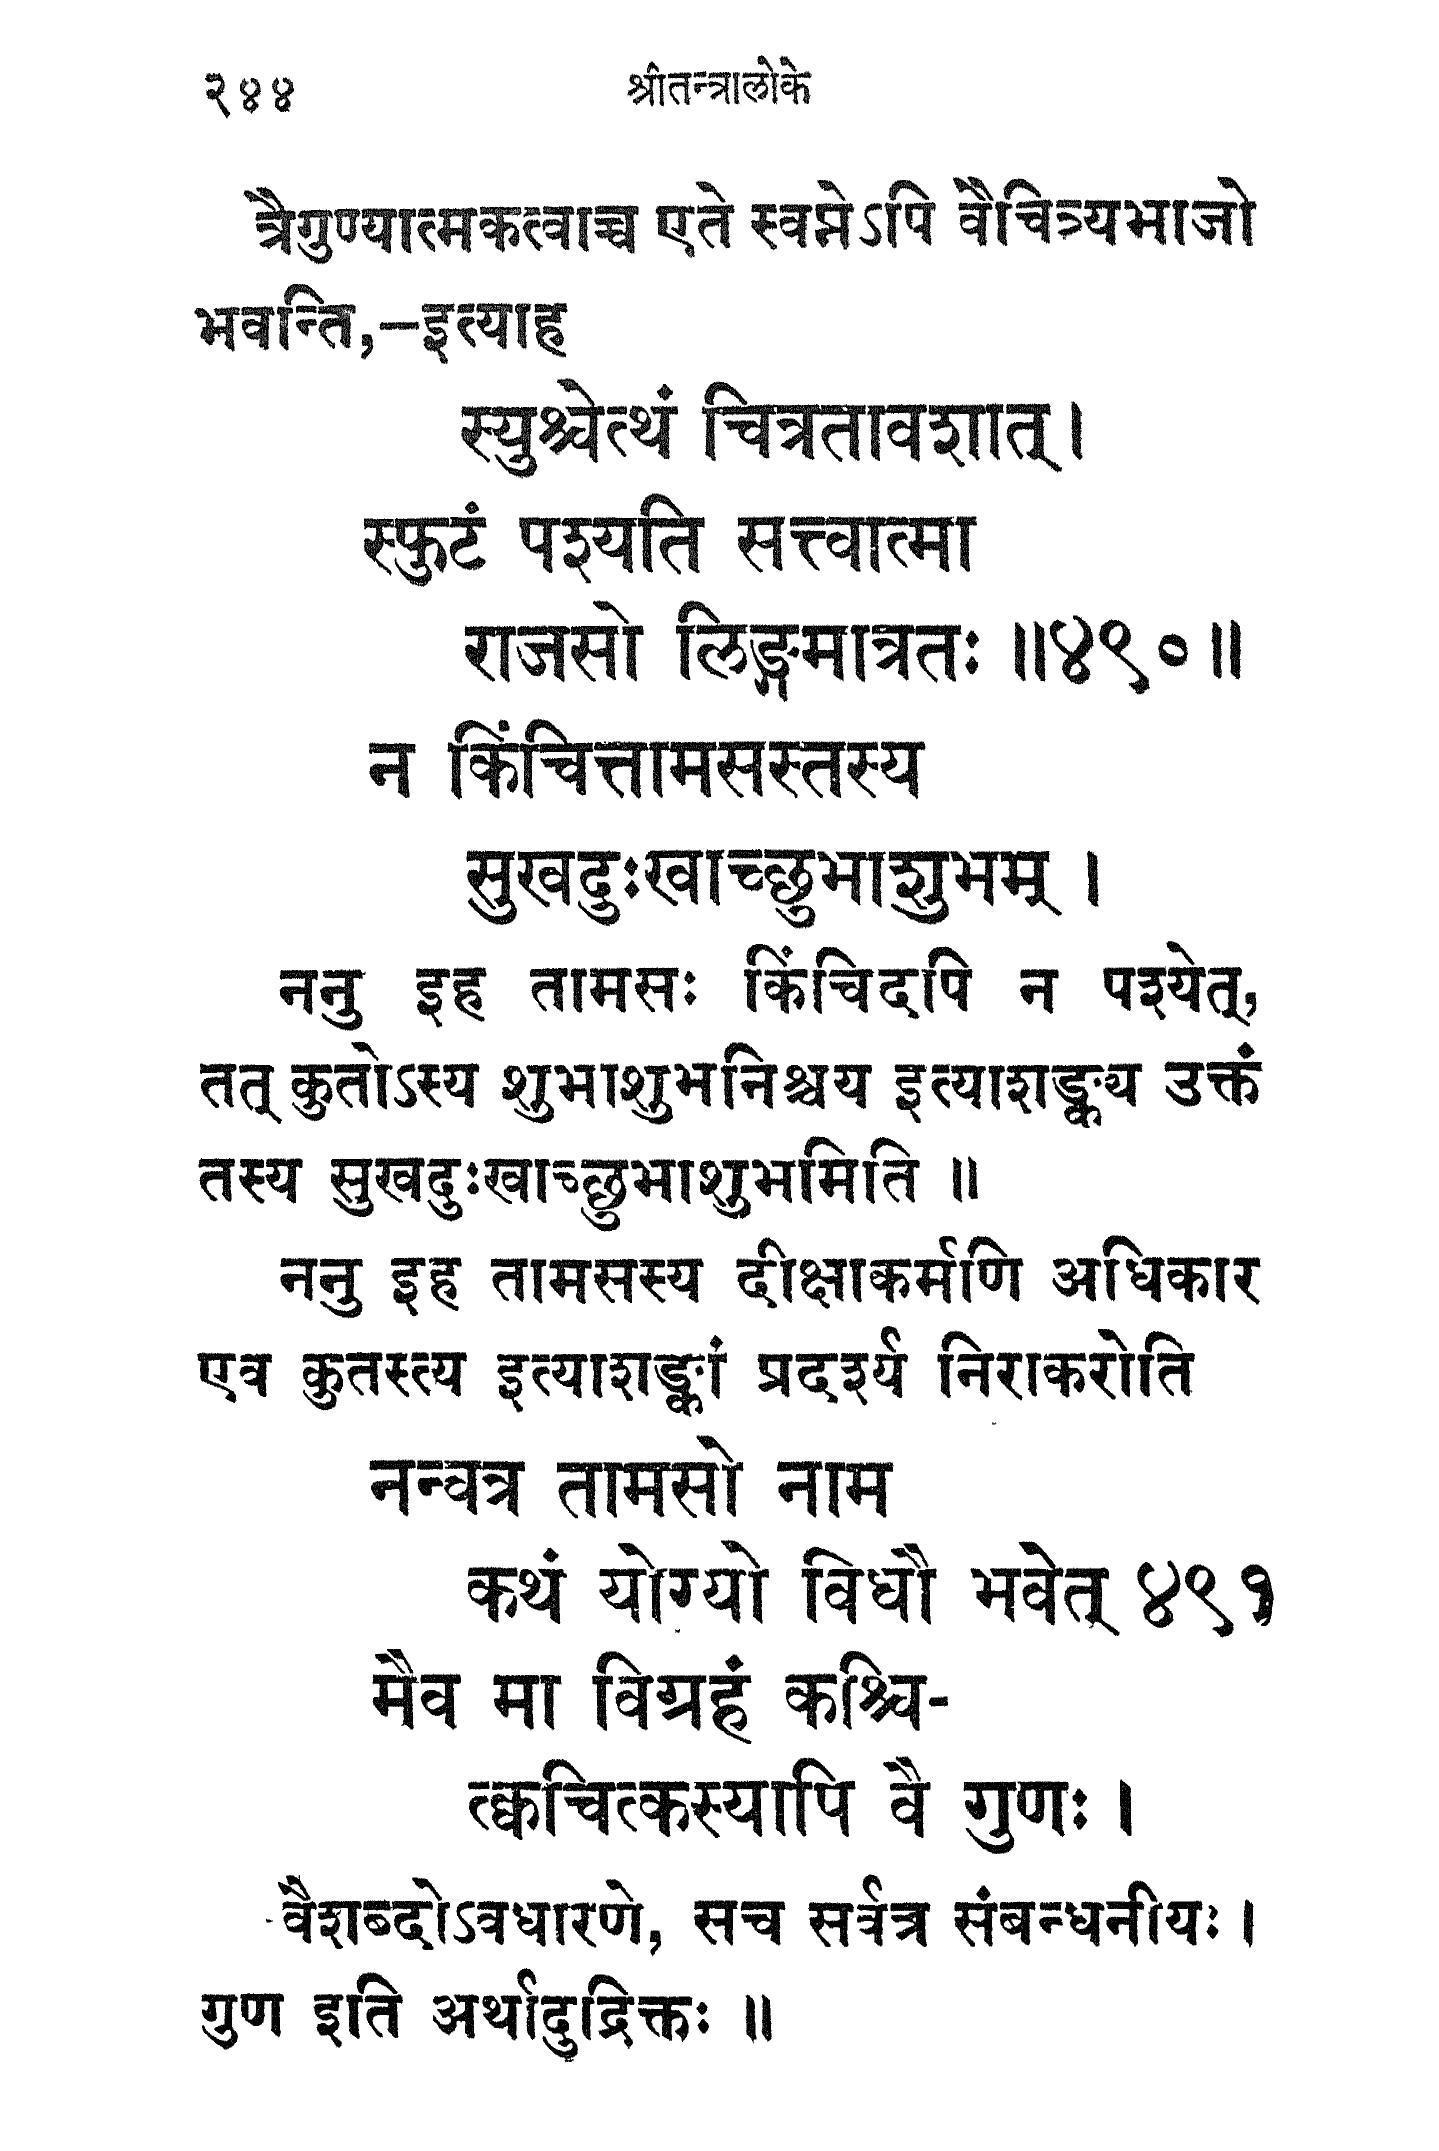 २४४ श्रीतन्त्रालोके
त्रैगुण्यात्मकत्वाच्च एते स्वप्नेऽपि वैचित्र्यभाजो
भवन्ति,—इत्याह
स्युश्चेत्थं चित्रतावशात् ।
स्फुटं पश्यति सत्त्वात्मा
राजसो लिङ्गमात्रतः ॥४९०॥
न किंचित्तामसस्तस्य
सुखदुःखाच्छुभाशुभम् ।
ननु इह तामसः किंचिदपि न पश्येत्,
तत् कुतोऽस्य शुभाशुभनिश्चय इत्याशङ्क्य उक्तं
तस्य सुखदुःखाच्छुभाशुभमिति ॥
ननु इह तामसस्य दीक्षाकर्मणि अधिकार
एव कुतस्त्य इत्याशङ्कां प्रदर्श्य निराकरोति
नन्वत्र तामसो नाम
कथं योग्यो विधौ भवेत् ४९१
मैव मा विग्रहं कश्चि-
त्क्वचित्कस्यापि वै गुणः ।
वैशब्दोऽवधारणे, सच सर्वत्र संबन्धनीयः ।
गुण इति अर्थादुद्रिक्तः ॥